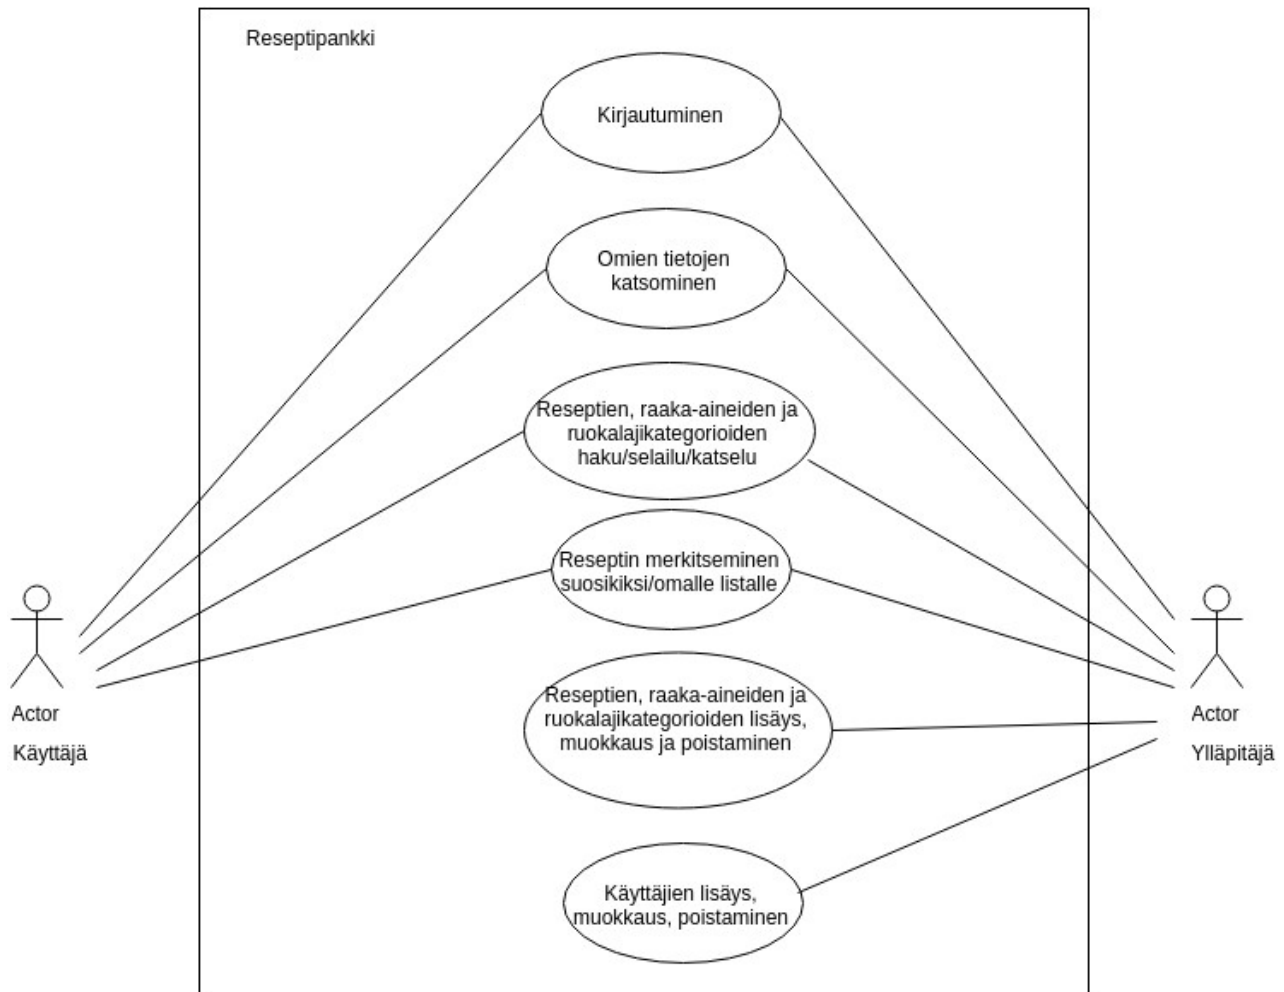 Reseptipankki
Kirjautuminen
Omien tietojen
katsominen
Reseptien, raaka-aineiden ja
ruokalajikategorioiden
haku/selailu/katselu
Reseptin merkitseminen
suosikiksi/omalle listalle
Actor
Käyttäjä
Actor
Ylläpitäjä
Reseptien, raaka-aineiden ja
ruokalajikategorioiden lisäys,
muokkaus ja poistaminen
Käyttäjien lisäys,
muokkaus, poistaminen